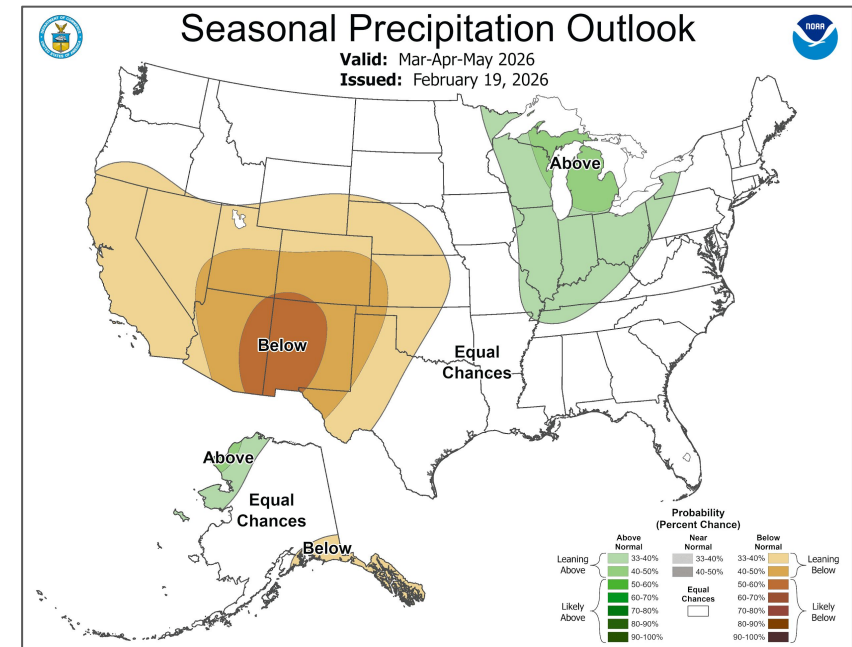 Seasonal Precipitation Outlook
Valid: Mar-Apr-May 2026
Issued: February 19, 2026
NOAA
Above
Below
Equal
Chances
Above
Equal
Chances
Below
Probability
(Percent Chance)
Above
Normal
Near
Normal
Below
Normal
Leaning
Above
33-40%
40-50%
50-60%
60-70%
70-80%
80-90%
90-100%
Likely
Above
33-40%
40-50%
Equal
Chances
33-40%
40-50%
50-60%
60-70%
70-80%
80-90%
90-100%
Leaning
Below
Likely
Below